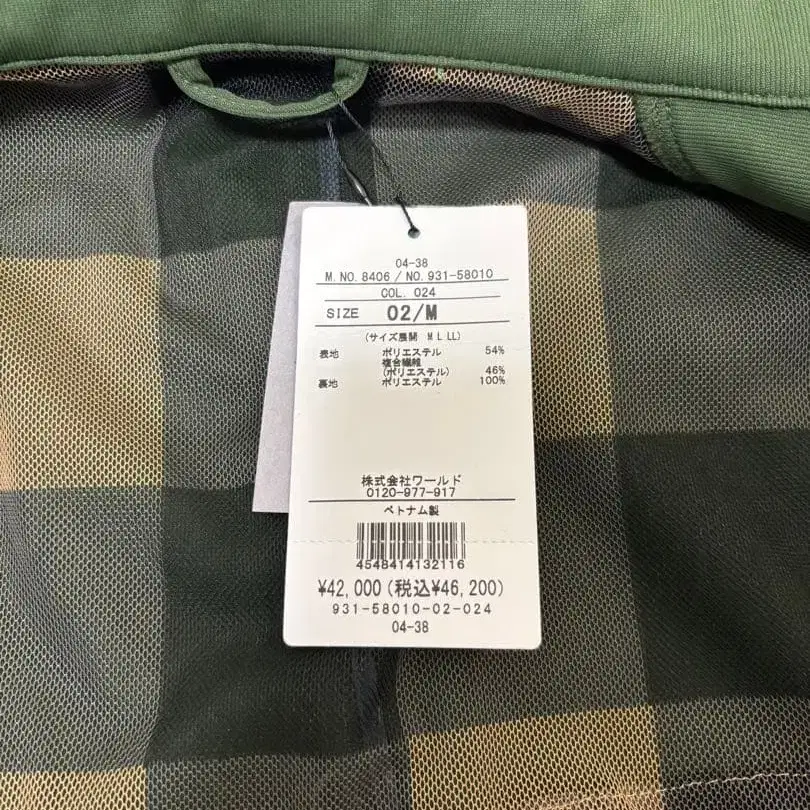 04-38
M. NO. 8406 / NO. 931-58010
COL. 024
SIZE 02/M
(サイズ展開 M L LL)
表地 ポリエステル 54%
複合繊維
(ポリエステル) 46%
裏地 ポリエステル 100%
株式会社ワールド
0120-977-917
ベトナム製
4548414132116
¥42,000(税込¥46,200)
931-58010-02-024
04-38